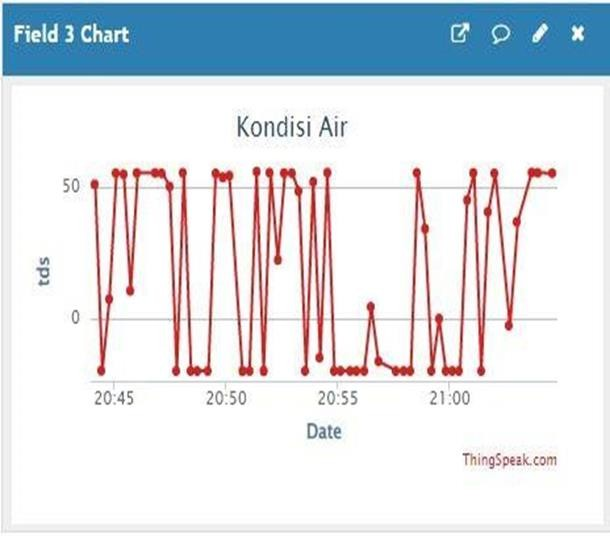 Field 3 Chart
Kondisi Air
50
0
tds
20:45 20:50 20:55 21:00
Date
ThingSpeak.com